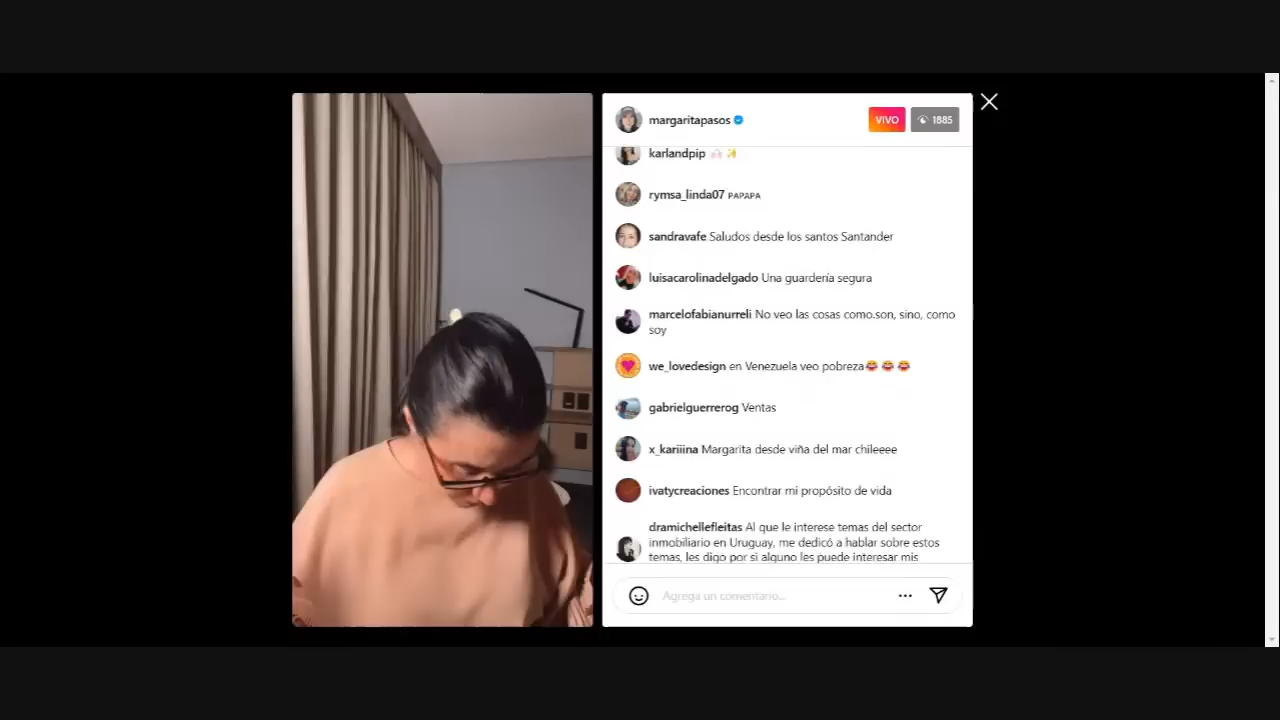 margaritapasos
VIVO
1885
karlandpip
rymsa_linda07 PAPAPA
sandravafe Saludos desde los santos Santander
luisacarolinadelgado Una guardería segura
marcelofabianurreli No veo las cosas como.son, sino, como
soy
we_lovedesign en Venezuela veo pobreza😂😂😂
gabrielguerrerog Ventas
x_kariiina Margarita desde viña del mar chileeee
ivatycreaciones Encontrar mi propósito de vida
dramichellefleitas Al que le interese temas del sector
inmobiliario en Uruguay, me dedicó a hablar sobre estos
temas, les digo por si alguno les puede interesar mis
Agrega un comentario...